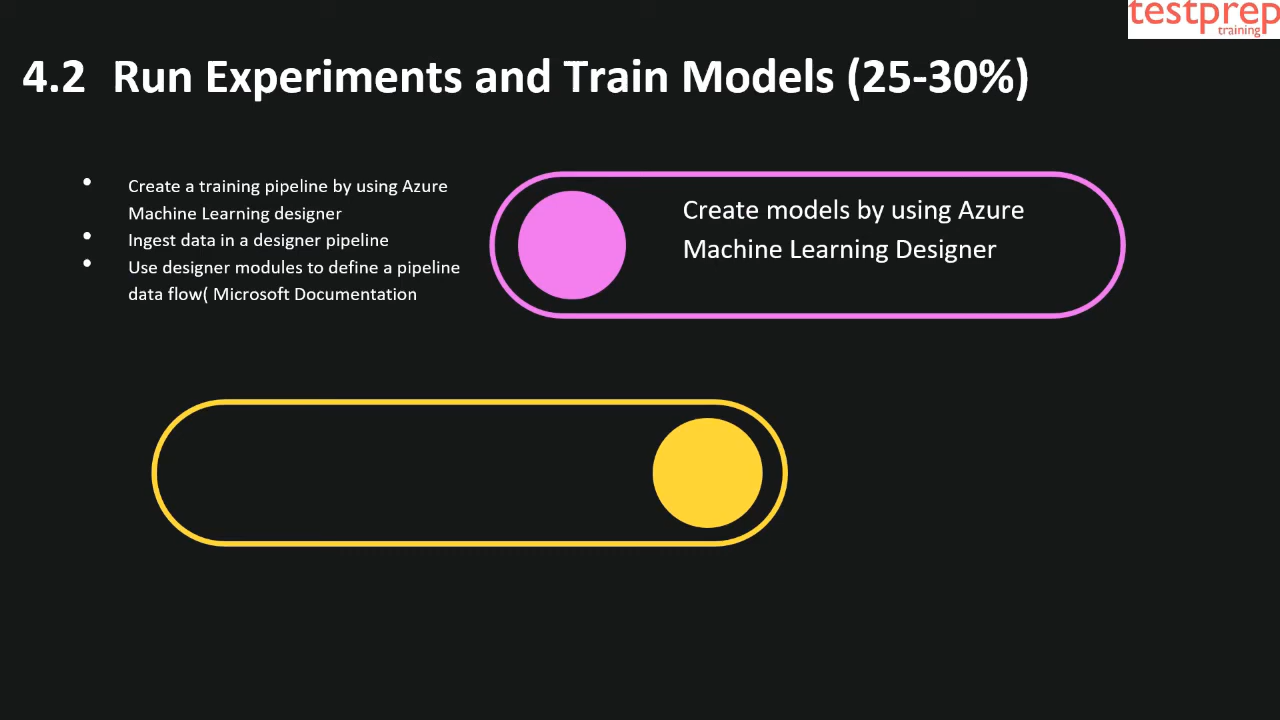 testprep
training
4.2 Run Experiments and Train Models (25-30%)
• Create a training pipeline by using Azure
Machine Learning designer
• Ingest data in a designer pipeline
• Use designer modules to define a pipeline
data flow( Microsoft Documentation
Create models by using Azure
Machine Learning Designer